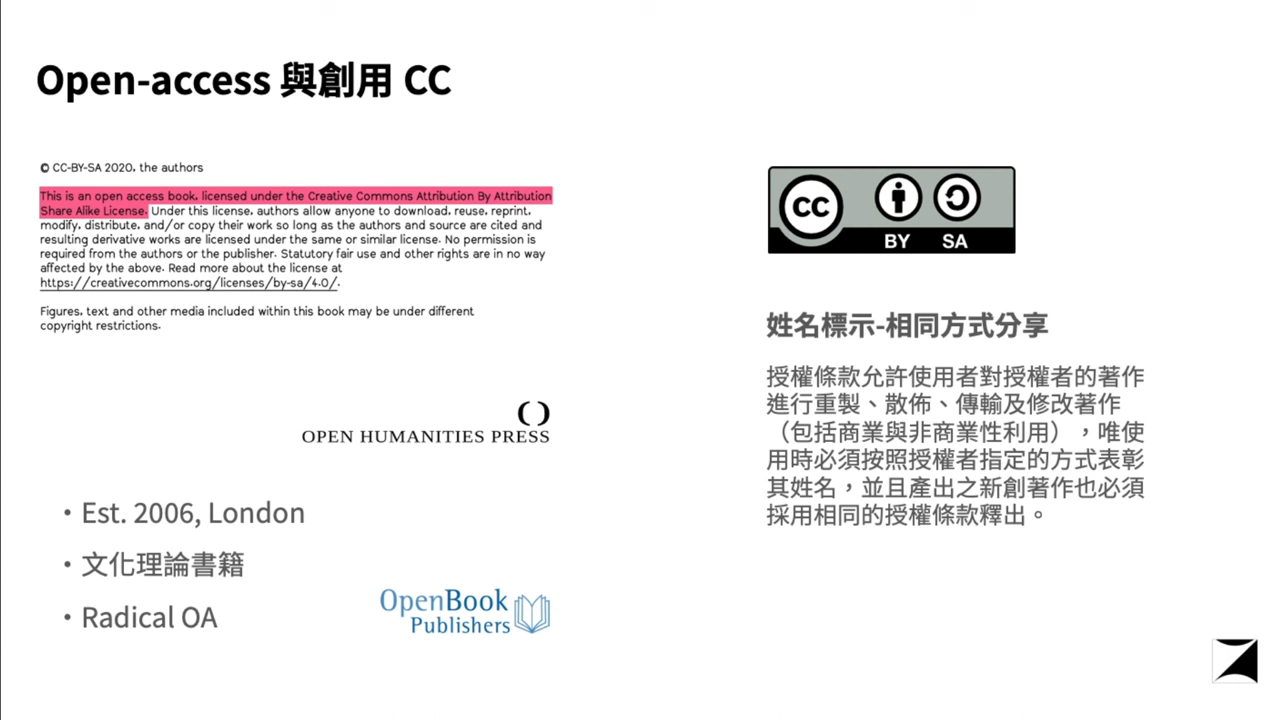 Open-access 與創用 CC
© CC-BY-SA 2020, the authors
This is an open access book, licensed under the Creative Commons Attribution By Attribution
Share Alike License. Under this license, authors allow anyone to download, reuse, reprint,
modify, distribute, and/or copy their work so long as the authors and source are cited and
resulting derivative works are licensed under the same or similar license. No permission is
required from the authors or the publisher. Statutory fair use and other rights are in no way
affected by the above. Read more about the license at
https://creativecommons.org/licenses/by-sa/4.0/.
Figures, text and other media included within this book may be under different
copyright restrictions.
OPEN HUMANITIES PRESS
• Est. 2006, London
• 文化理論書籍
• Radical OA
OpenBook
Publishers
CC
BY SA
姓名標示-相同方式分享
授權條款允許使用者對授權者的著作
進行重製、散佈、傳輸及修改著作
（包括商業與非商業性利用），唯使
用時必須按照授權者指定的方式表彰
其姓名，並且產出之新創著作也必須
採用相同的授權條款釋出。